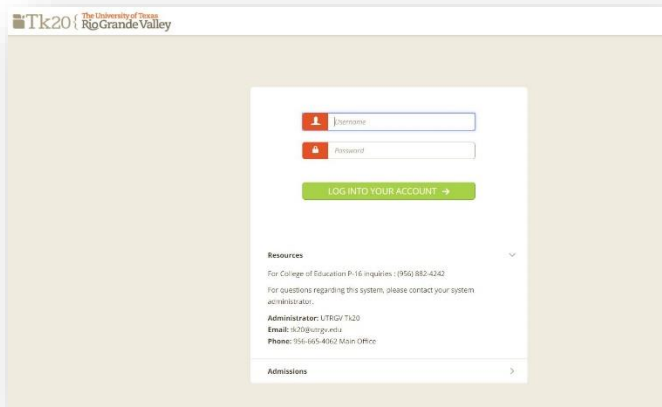 Tk20 The University of Texas
RioGrande Valley
Username
Password
LOG INTO YOUR ACCOUNT →
Resources
For College of Education P-16 inquiries : (956) 882-4242
For questions regarding this system, please contact your system
administrator.
Administrator: UTRGV Tk20
Email: tk20@utrgv.edu
Phone: 956-665-4062 Main Office
Admissions